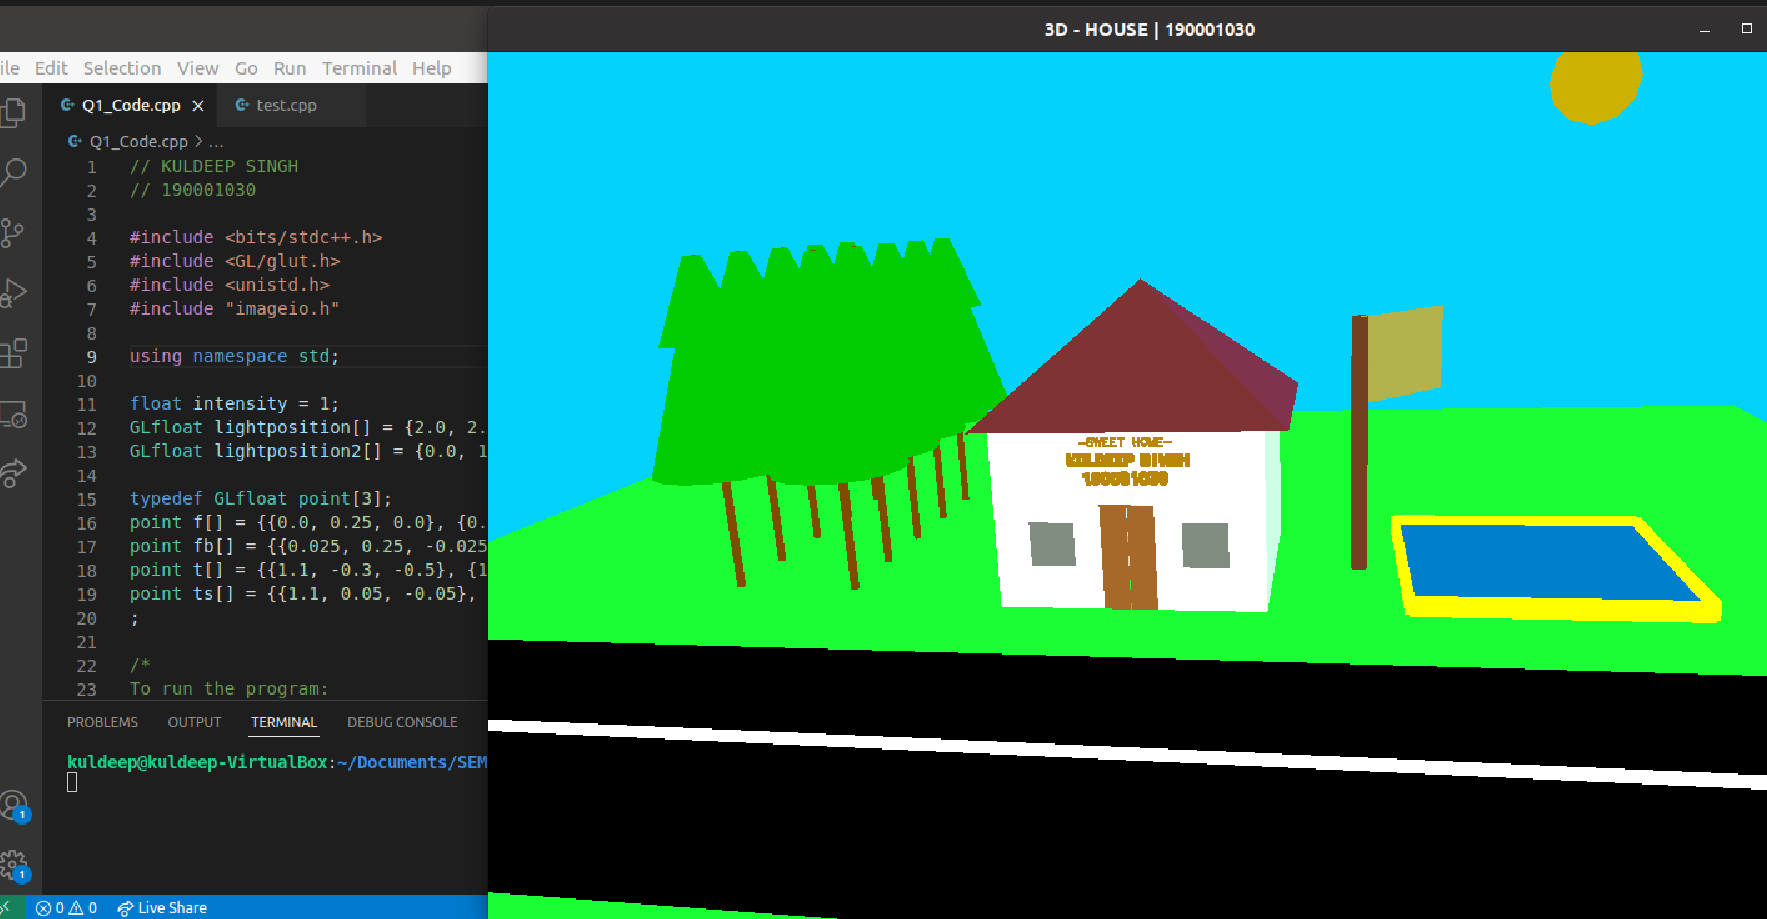 3D - HOUSE | 190001030
ile Edit Selection View Go Run Terminal Help
Q1_Code.cpp × test.cpp
Q1_Code.cpp > ...
1 // KULDEEP SINGH
2 // 190001030
3
4 #include <bits/stdc++.h>
5 #include <GL/glut.h>
6 #include <unistd.h>
7 #include "imageio.h"
8
9 using namespace std;
10
11 float intensity = 1;
12 GLfloat lightposition[] = {2.0, 2.
13 GLfloat lightposition2[] = {0.0, 1
14
15 typedef GLfloat point[3];
16 point f[] = {{0.0, 0.25, 0.0}, {0.
17 point fb[] = {{0.025, 0.25, -0.025
18 point t[] = {{1.1, -0.3, -0.5}, {1
19 point ts[] = {{1.1, 0.05, -0.05},
20 ;
21
22 /*
23 To run the program:
PROBLEMS OUTPUT TERMINAL DEBUG CONSOLE
kuldeep@kuldeep-VirtualBox:~/Documents/SEM
1
1
0 0 Live Share
—SWEET HOME—
KULDEEP SINGH
190001030